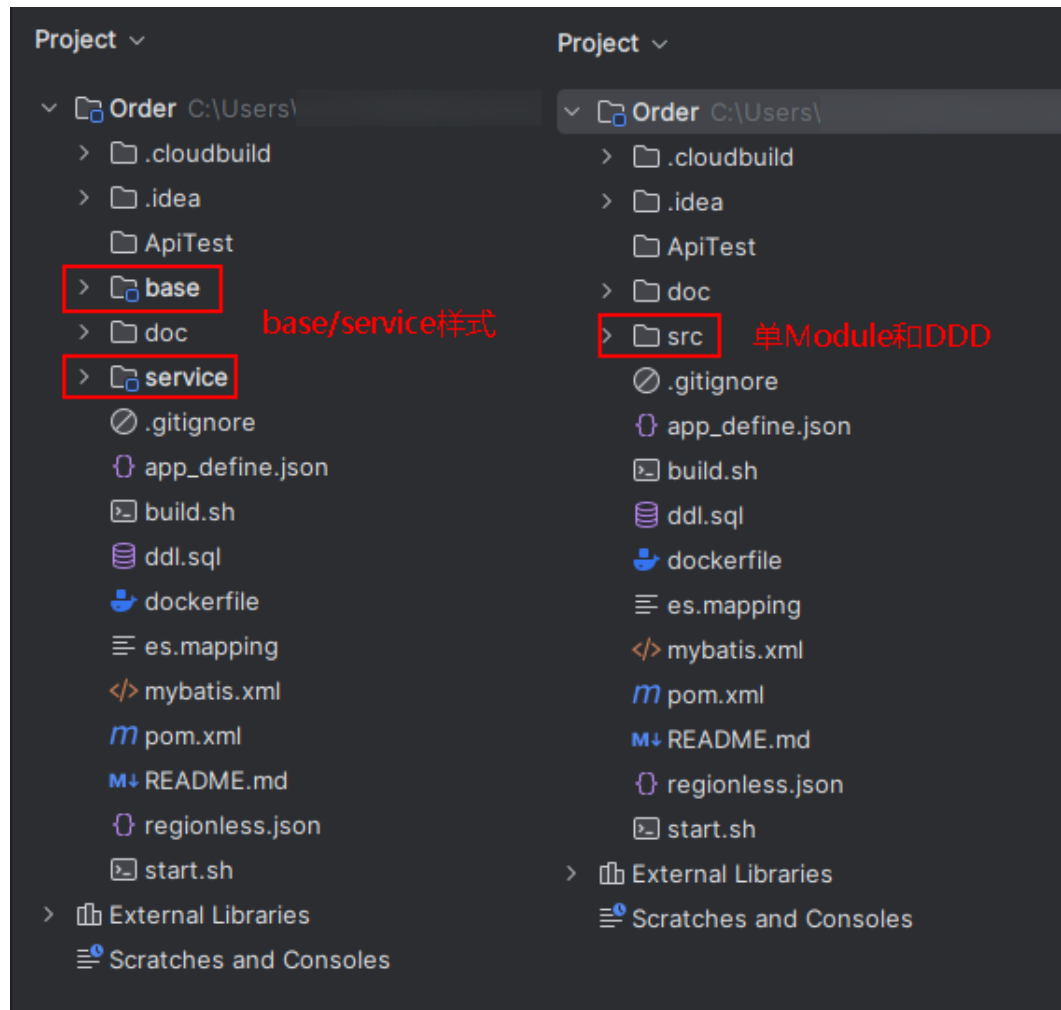 Project
Order C:\Users\
.cloudbuild
.idea
ApiTest
base
base/service样式
doc
service
.gitignore
app_define.json
build.sh
ddl.sql
dockerfile
es.mapping
mybatis.xml
pom.xml
README.md
regionless.json
start.sh
External Libraries
Scratches and Consoles
Project
Order C:\Users\
.cloudbuild
.idea
ApiTest
doc
src
单Module和DDD
.gitignore
app_define.json
build.sh
ddl.sql
dockerfile
es.mapping
mybatis.xml
pom.xml
README.md
regionless.json
start.sh
External Libraries
Scratches and Consoles